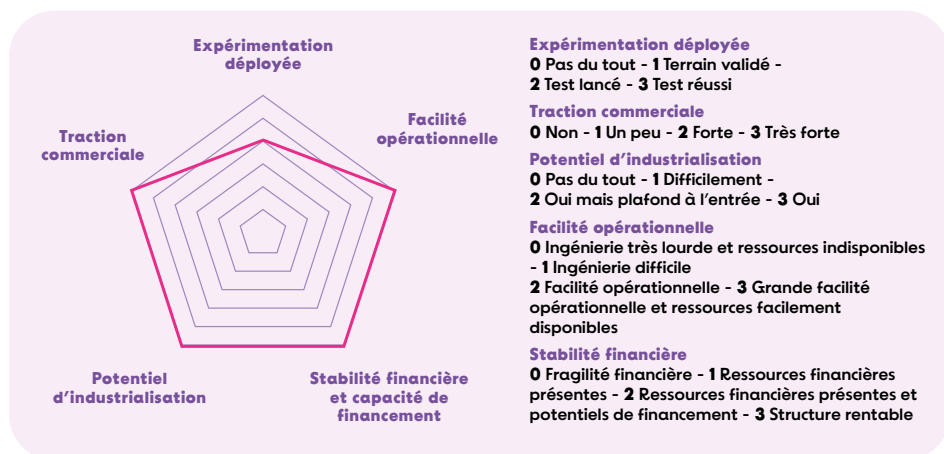 Expérimentation
déployée
Facilité
opérationnelle
Traction
commerciale
Potentiel
d'industrialisation
Stabilité financière
et capacité de
financement
Expérimentation déployée
0 Pas du tout - 1 Terrain validé -
2 Test lancé - 3 Test réussi
Traction commerciale
0 Non - 1 Un peu - 2 Forte - 3 Très forte
Potentiel d'industrialisation
0 Pas du tout - 1 Difficilement -
2 Oui mais plafond à l'entrée - 3 Oui
Facilité opérationnelle
0 Ingénierie très lourde et ressources indisponibles
- 1 Ingénierie difficile
2 Facilité opérationnelle - 3 Grande facilité
opérationnelle et ressources facilement
disponibles
Stabilité financière
0 Fragilité financière - 1 Ressources financières
présentes - 2 Ressources financières présentes et
potentiels de financement - 3 Structure rentable